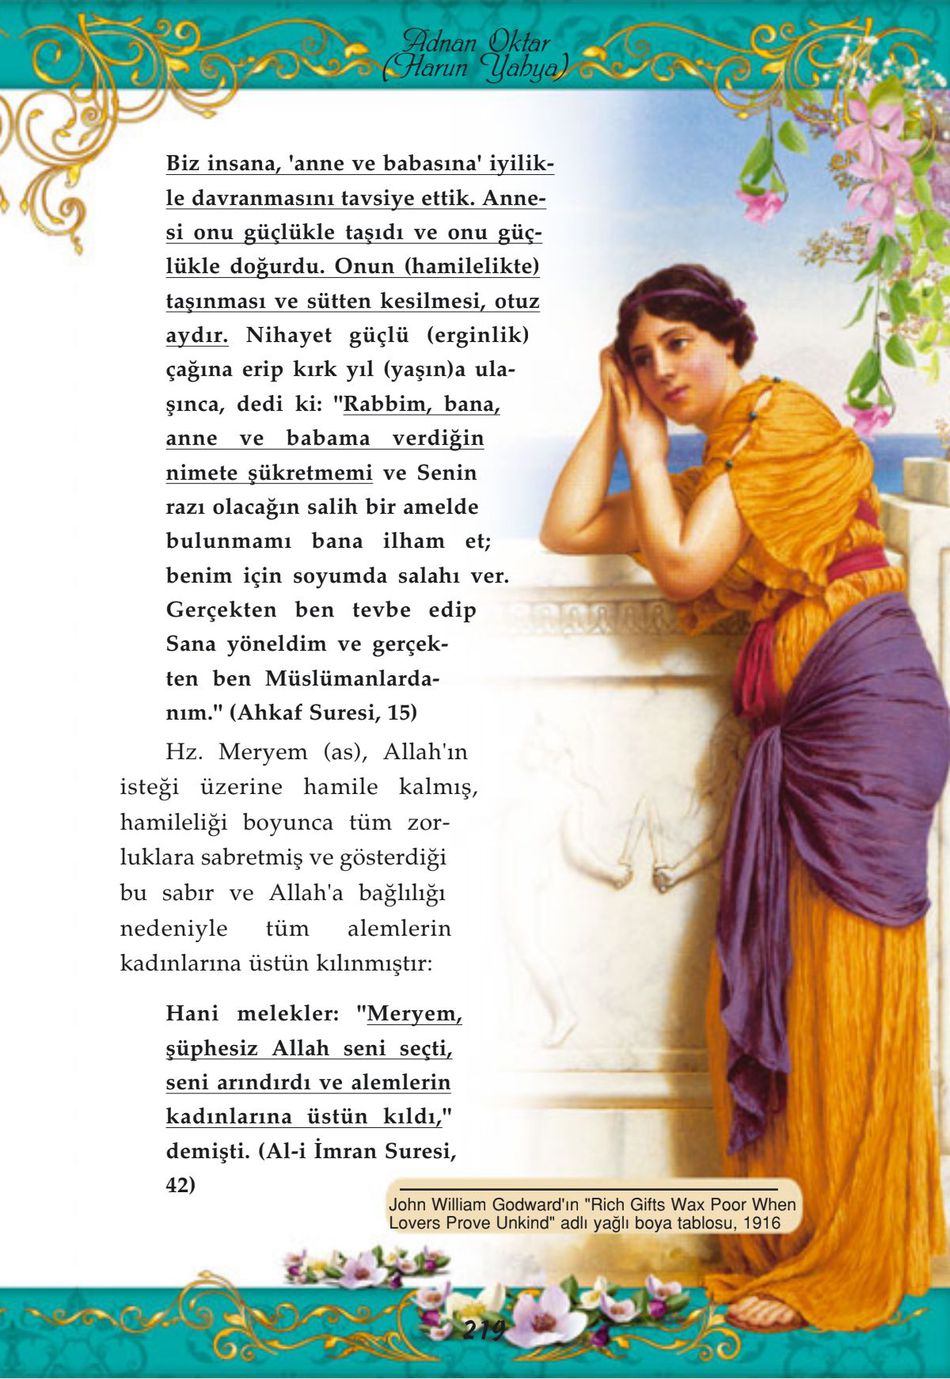 Adnan Oktar
(Harun Yahya)
Biz insana, 'anne ve babasına' iyilik-
le davranmasını tavsiye ettik. Anne-
si onu güçlükle taşıdı ve onu güç-
lükle doğurdu. Onun (hamilelikte)
taşınması ve sütten kesilmesi, otuz
aydır. Nihayet güçlü (erginlik)
çağına erip kırk yıl (yaşın)a ula-
şınca, dedi ki: "Rabbim, bana,
anne ve babama verdiğin
nimete şükretmemi ve Senin
razı olacağın salih bir amelde
bulunmamı bana ilham et;
benim için soyumda salahı ver.
Gerçekten ben tevbe edip
Sana yöneldim ve gerçek-
ten ben Müslümanlarda-
nım." (Ahkaf Suresi, 15)
Hz. Meryem (as), Allah'ın
isteği üzerine hamile kalmış,
hamileliği boyunca tüm zor-
luklara sabretmiş ve gösterdiği
bu sabır ve Allah'a bağlılığı
nedeniyle tüm alemlerin
kadınlarına üstün kılınmıştır:
Hani melekler: "Meryem,
şüphesiz Allah seni seçti,
seni arındırdı ve alemlerin
kadınlarına üstün kıldı,"
demişti. (Al-i İmran Suresi,
42)
John William Godward'ın "Rich Gifts Wax Poor When
Lovers Prove Unkind" adlı yağlı boya tablosu, 1916
219